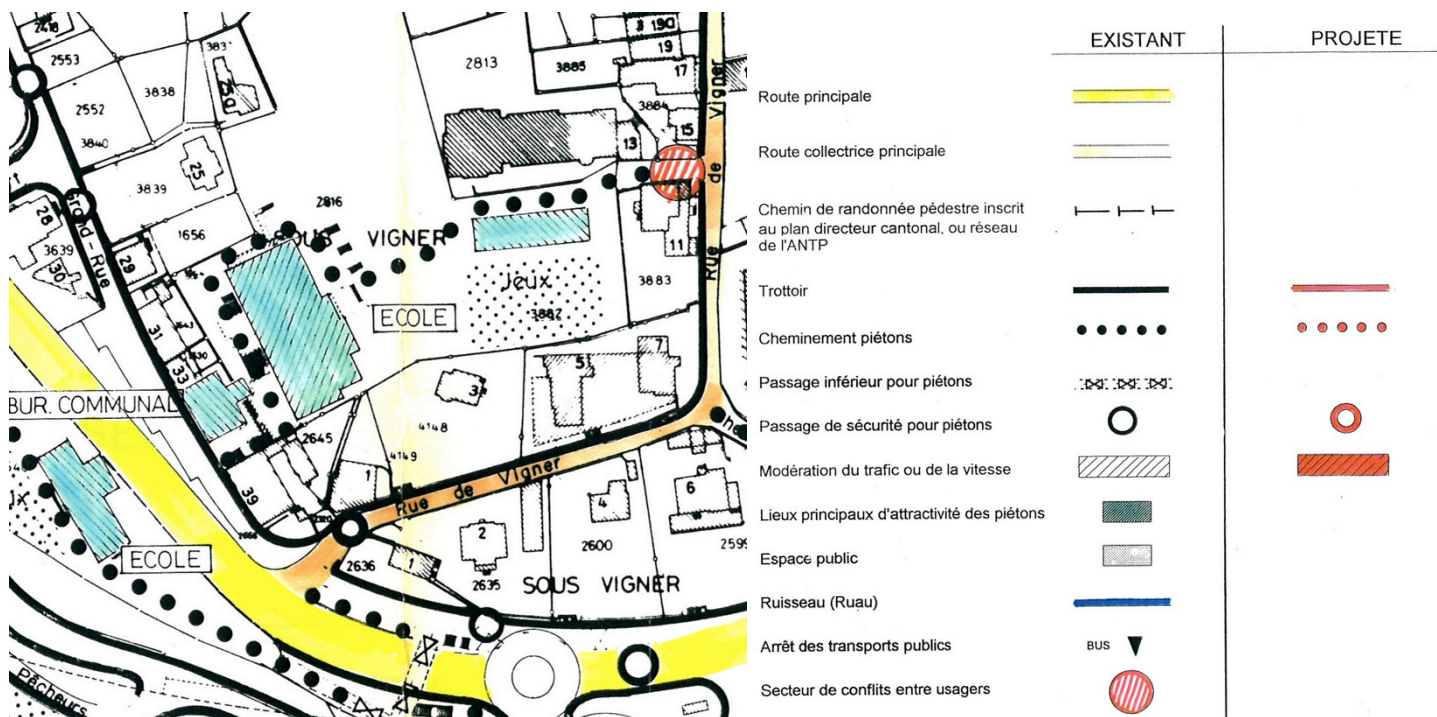 2418
2553
2552
3838
383
25a
3840
25
3839
28
3639
30
Grand-Rue
29
1656
31
33
2816
SOUS VIGNER
ECOLE
Jeux
3882
2813
3885
19a
19
17
3884
15
13
11
3883
Rue de Vigner
BUR. COMMUNAL
ECOLE
39
2645
1
3
4148
4149
5
7
Rue de Vigner
2
4
6
2636
1
2635
2600
2599
SOUS VIGNER
Pêcheurs
EXISTANT
PROJETE
Route principale
Route collectrice principale
Chemin de randonnée pédestre inscrit
au plan directeur cantonal, ou réseau
de l'ANTP
Trottoir
Cheminement piétons
Passage inférieur pour piétons
Passage de sécurité pour piétons
Modération du trafic ou de la vitesse
Lieux principaux d'attractivité des piétons
Espace public
Ruisseau (Ruau)
Arrêt des transports publics
BUS
Secteur de conflits entre usagers